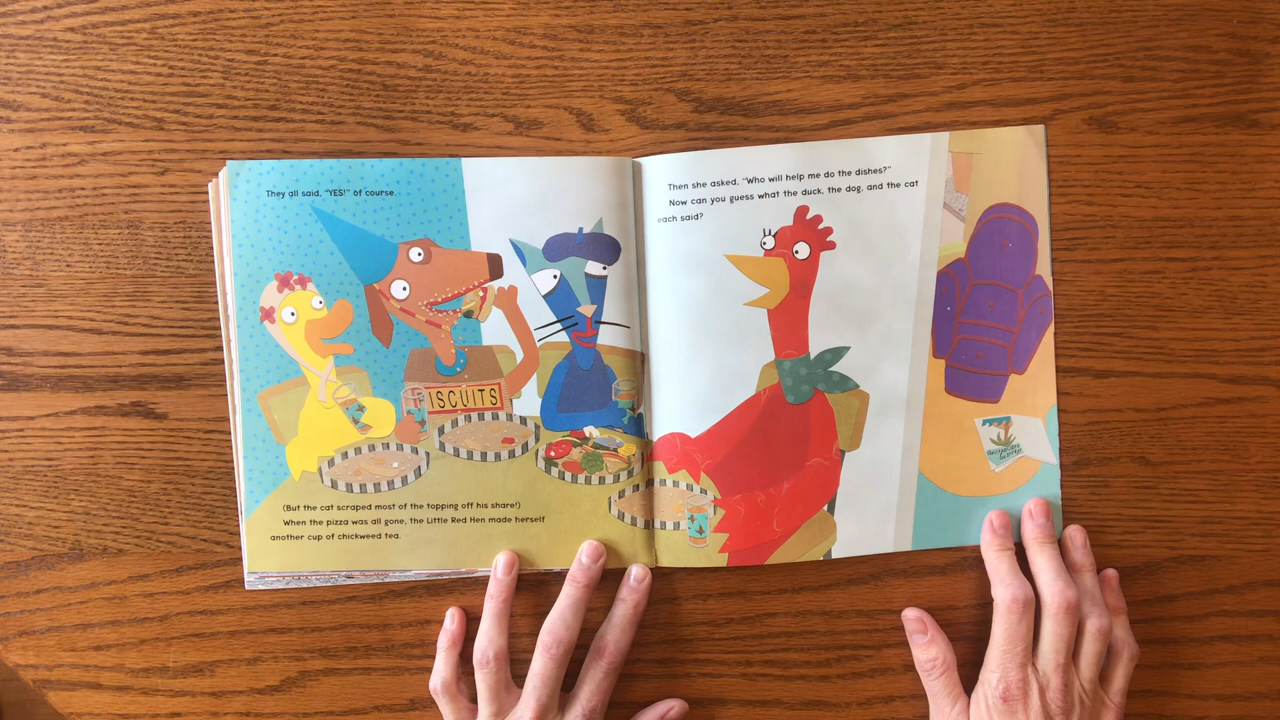 They all said, “YES!” of course.
ISCUITS
(But the cat scraped most of the topping off his share!)
When the pizza was all gone, the Little Red Hen made herself
another cup of chickweed tea.
Then she asked, “Who will help me do the dishes?”
Now can you guess what the duck, the dog, and the cat
each said?